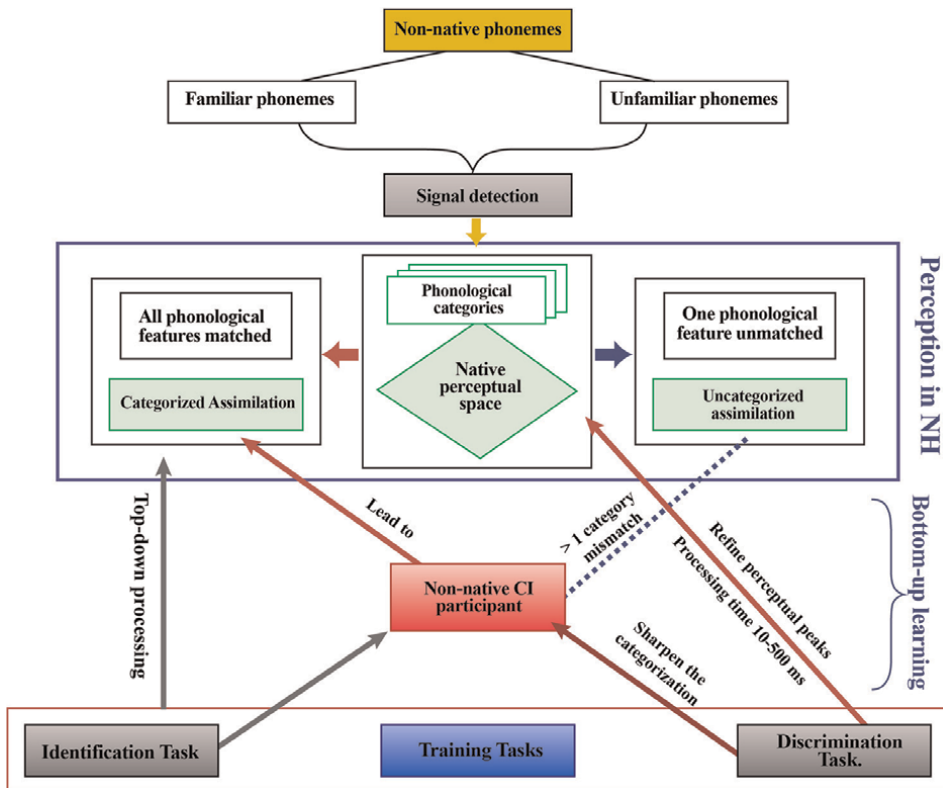 Non-native phonemes
Familiar phonemes
Unfamiliar phonemes
Signal detection
Perception in NH
All phonological
features matched
Categorized Assimilation
Phonological
categories
Native
perceptual
space
One phonological
feature unmatched
Uncategorized
assimilation
Top-down processing
Lead to
> 1 category
mismatch
Refine perceptual peaks
Processing time 10-500 ms
Bottom-up learning
Non-native CI
participant
Sharpen the
categorization
Identification Task
Training Tasks
Discrimination
Task.